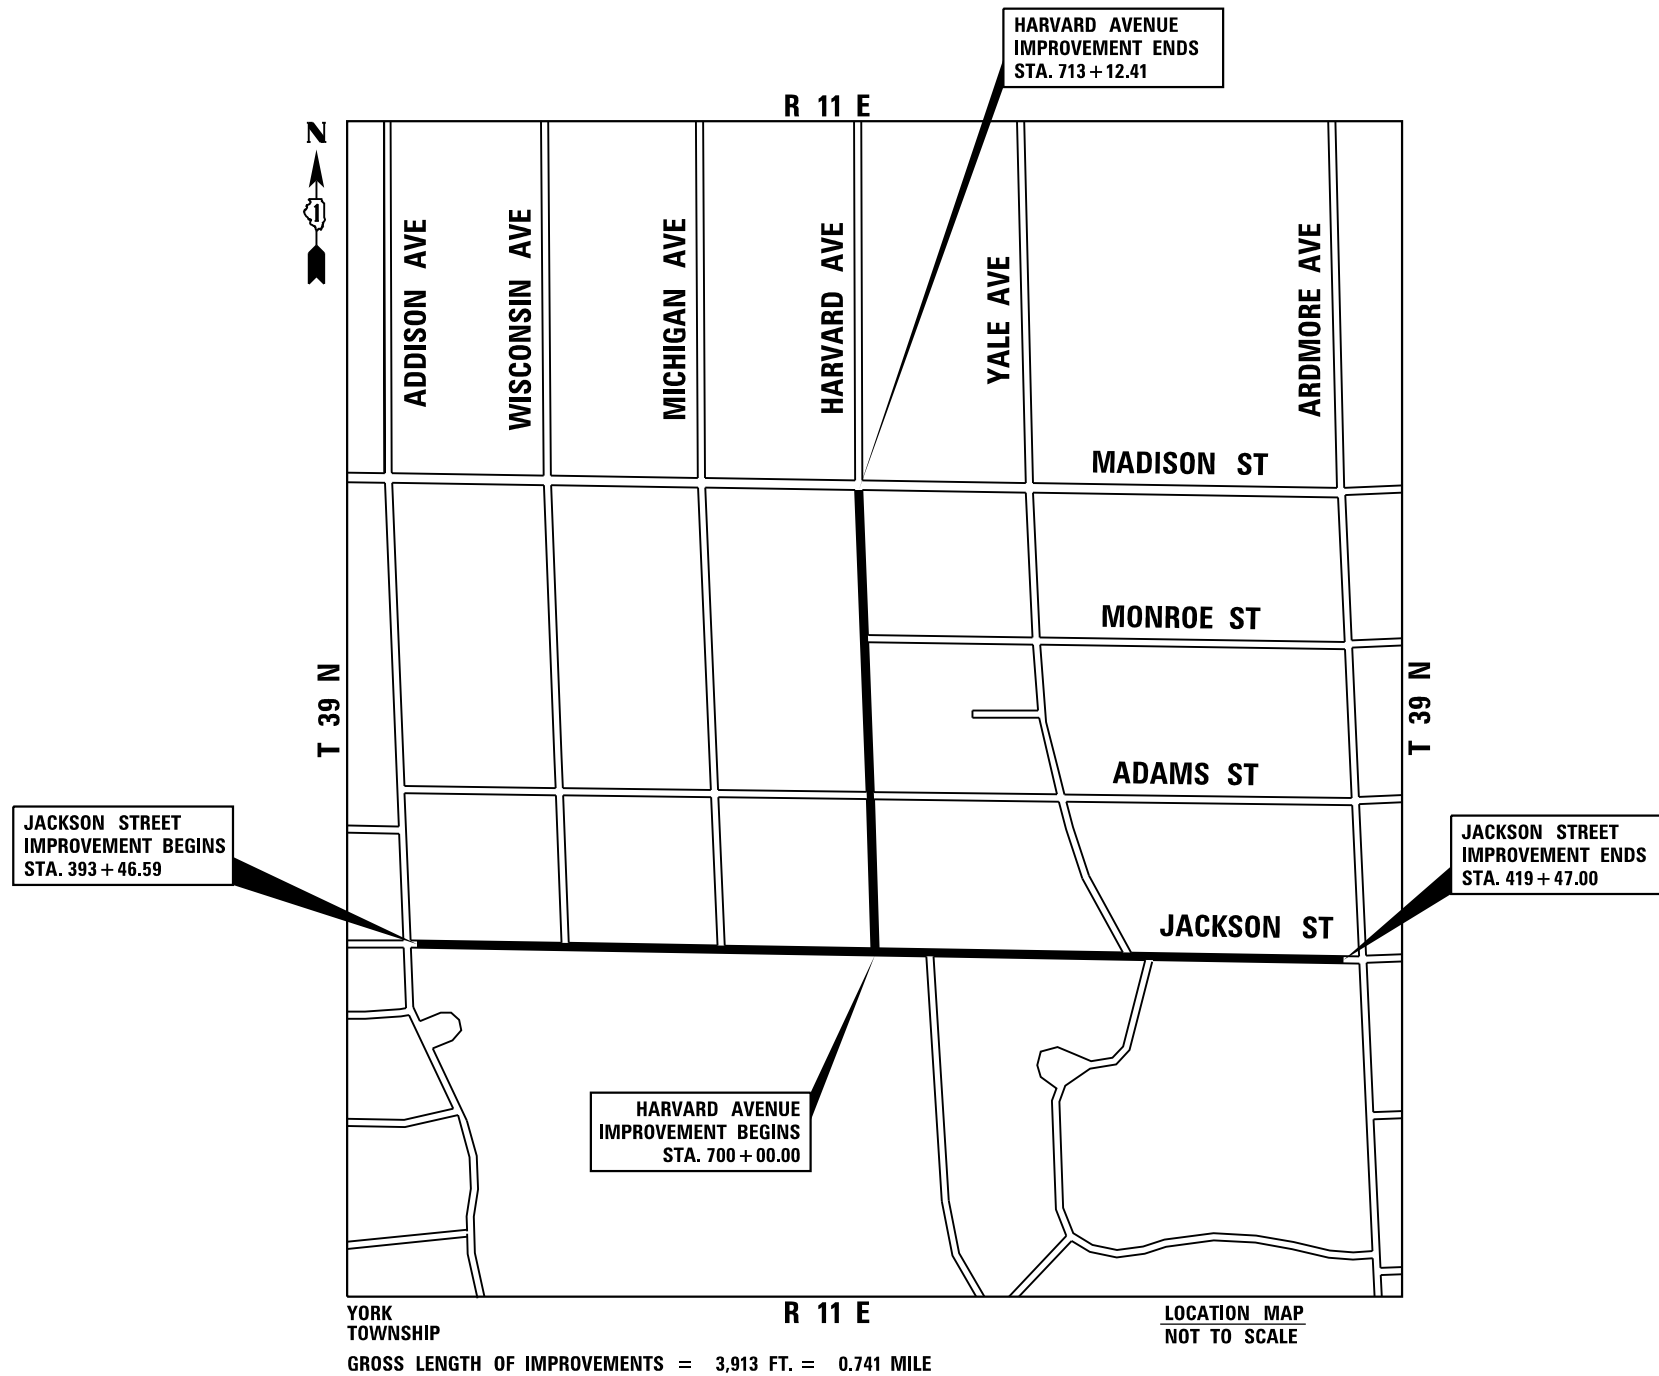 HARVARD AVENUE
IMPROVEMENT ENDS
STA. 713+12.41
R 11 E
N
1
ADDISON AVE
WISCONSIN AVE
MICHIGAN AVE
HARVARD AVE
YALE AVE
ARDMORE AVE
MADISON ST
MONROE ST
T 39 N
T 39 N
ADAMS ST
JACKSON STREET
IMPROVEMENT BEGINS
STA. 393+46.59
JACKSON STREET
IMPROVEMENT ENDS
STA. 419+47.00
JACKSON ST
HARVARD AVENUE
IMPROVEMENT BEGINS
STA. 700+00.00
YORK
TOWNSHIP
R 11 E
LOCATION MAP
NOT TO SCALE
GROSS LENGTH OF IMPROVEMENTS = 3,913 FT. = 0.741 MILE